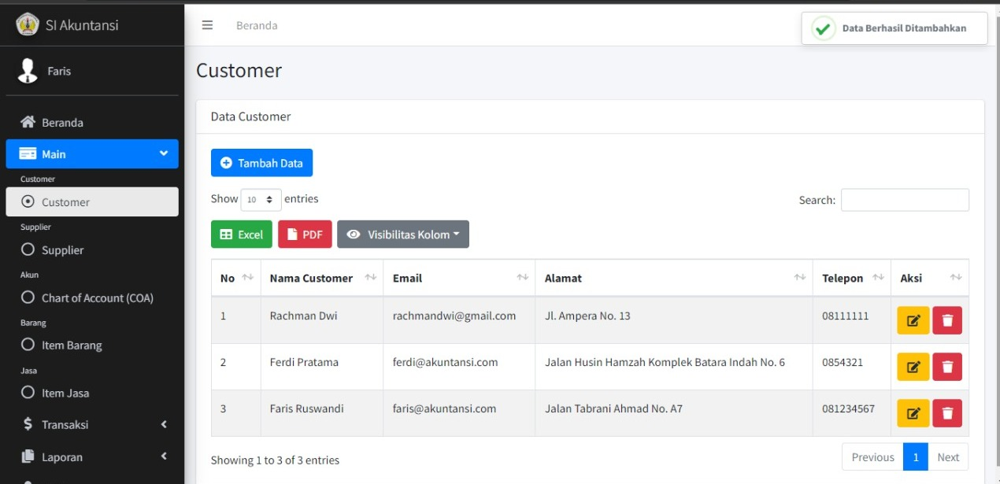 SI Akuntansi
Beranda
Data Berhasil Ditambahkan
Faris
Beranda
Main
Customer
Customer
Supplier
Supplier
Akun
Chart of Account (COA)
Barang
Item Barang
Jasa
Item Jasa
Transaksi
Laporan
Customer
Data Customer
Tambah Data
Show 10 entries
Search:
Excel PDF Visibilitas Kolom
No Nama Customer Email Alamat Telepon Aksi
1 Rachman Dwi rachmandwi@gmail.com Jl. Ampera No. 13 08111111
2 Ferdi Pratama ferdi@akuntansi.com Jalan Husin Hamzah Komplek Batara Indah No. 6 0854321
3 Faris Ruswandi faris@akuntansi.com Jalan Tabrani Ahmad No. A7 081234567
Showing 1 to 3 of 3 entries
Previous 1 Next